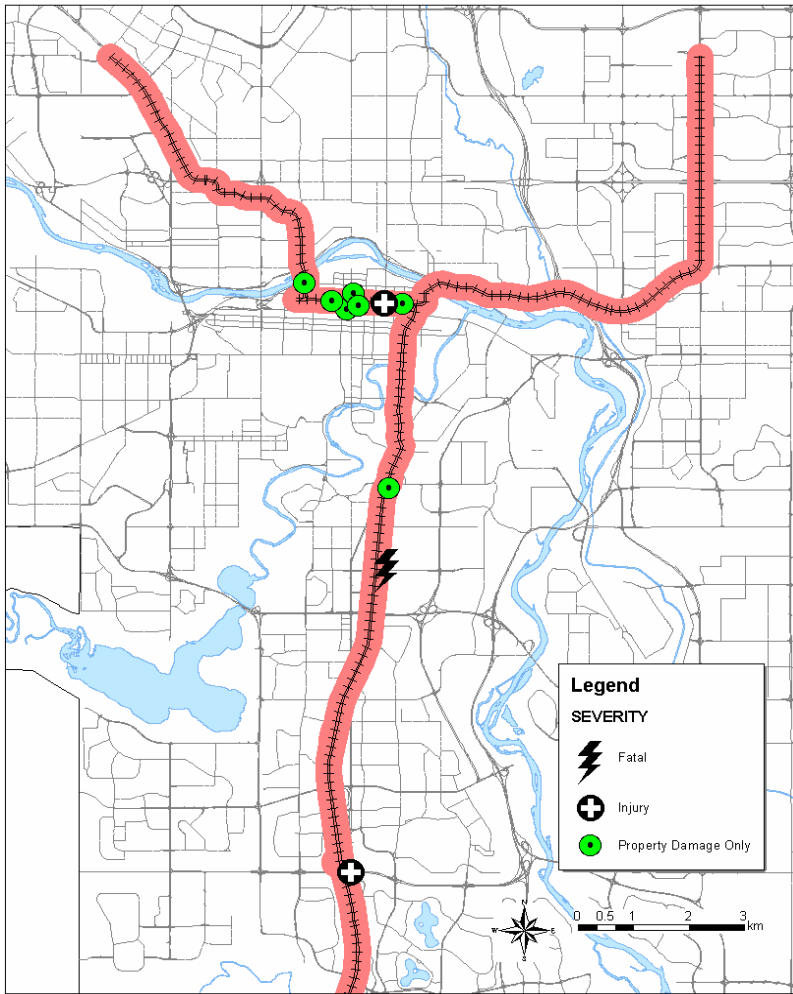 Legend
SEVERITY
Fatal
Injury
Property Damage Only
N
W E
S
0 0.5 1 2 3
km